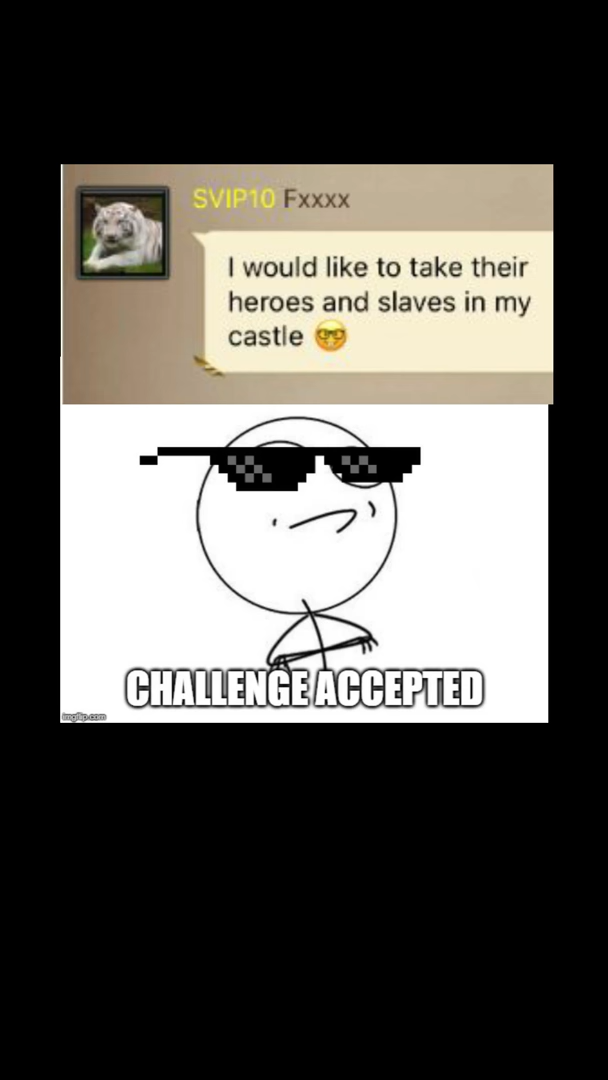 SVIP10 Fxxxx
I would like to take their
heroes and slaves in my
castle 🤓
CHALLENGE ACCEPTED
imgflip.com